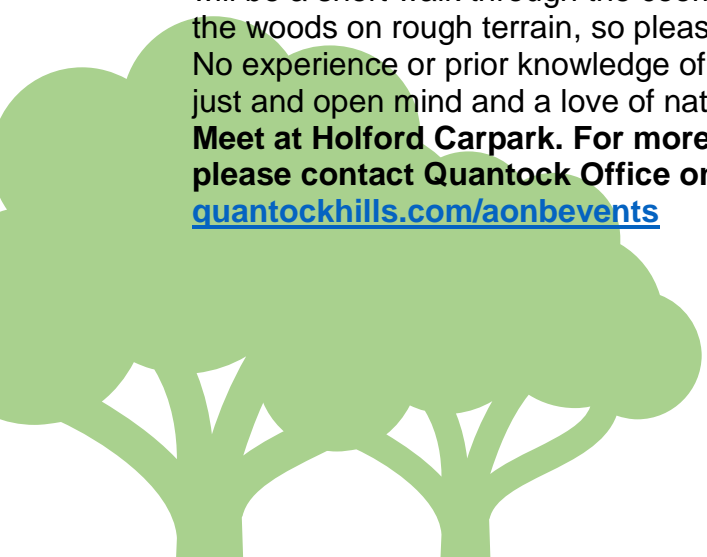 the woods on rough terrain, so pleas
No experience or prior knowledge of
just and open mind and a love of nat
Meet at Holford Carpark. For more
please contact Quantock Office or
quantockhills.com/aonbevents